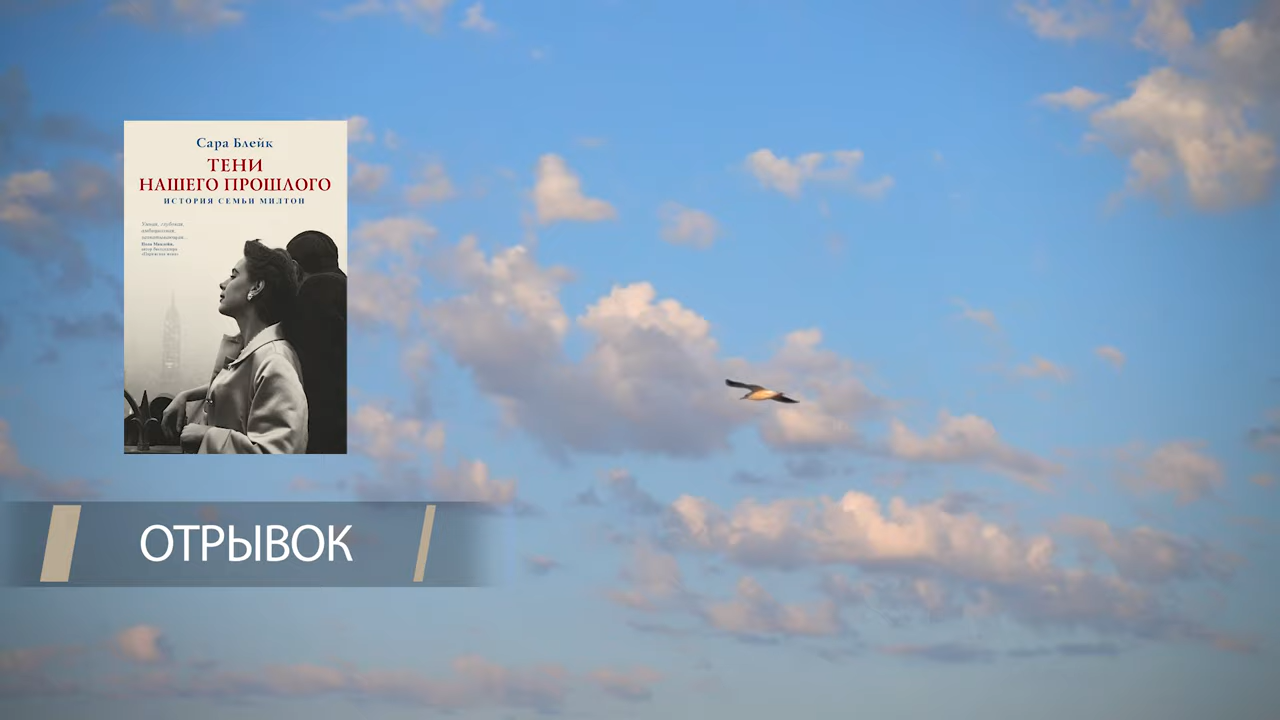 Сара Блейк
ТЕНИ
НАШЕГО ПРОШЛОГО
ИСТОРИЯ СЕМЬИ МИЛТОН
ОТРЫВОК